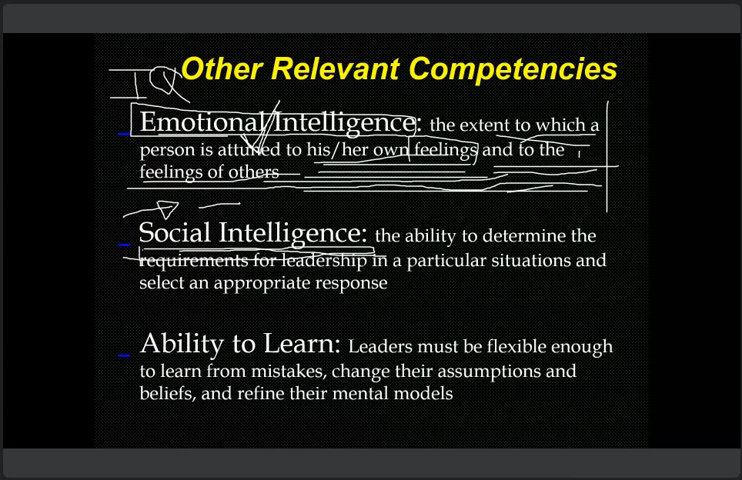 Other Relevant Competencies
IQ
Emotional Intelligence: the extent to which a
person is attuned to his/her own feelings and to the
feelings of others
Social Intelligence: the ability to determine the
requirements for leadership in a particular situations and
select an appropriate response
Ability to Learn: Leaders must be flexible enough
to learn from mistakes, change their assumptions and
beliefs, and refine their mental models